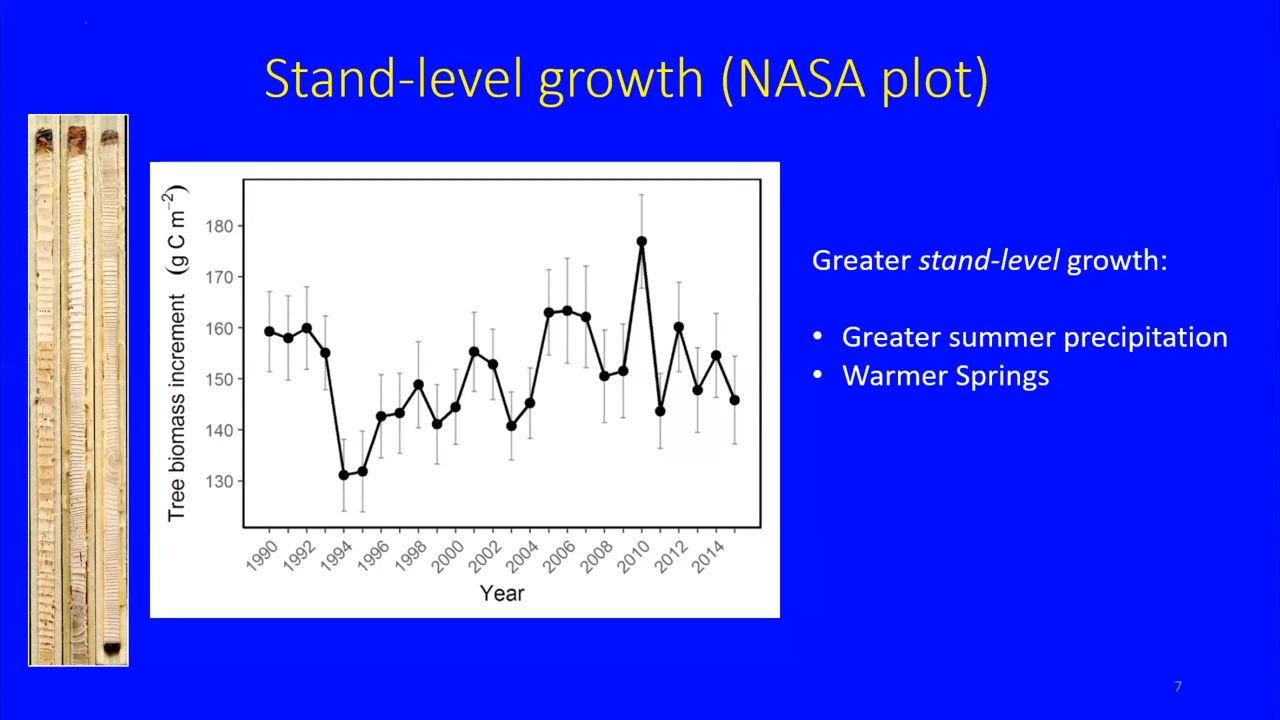 Stand-level growth (NASA plot)
Tree biomass increment (g C m⁻²)
180
170
160
150
140
130
1990 1992 1994 1996 1998 2000 2002 2004 2006 2008 2010 2012 2014
Year
Greater stand-level growth:
• Greater summer precipitation
• Warmer Springs
7